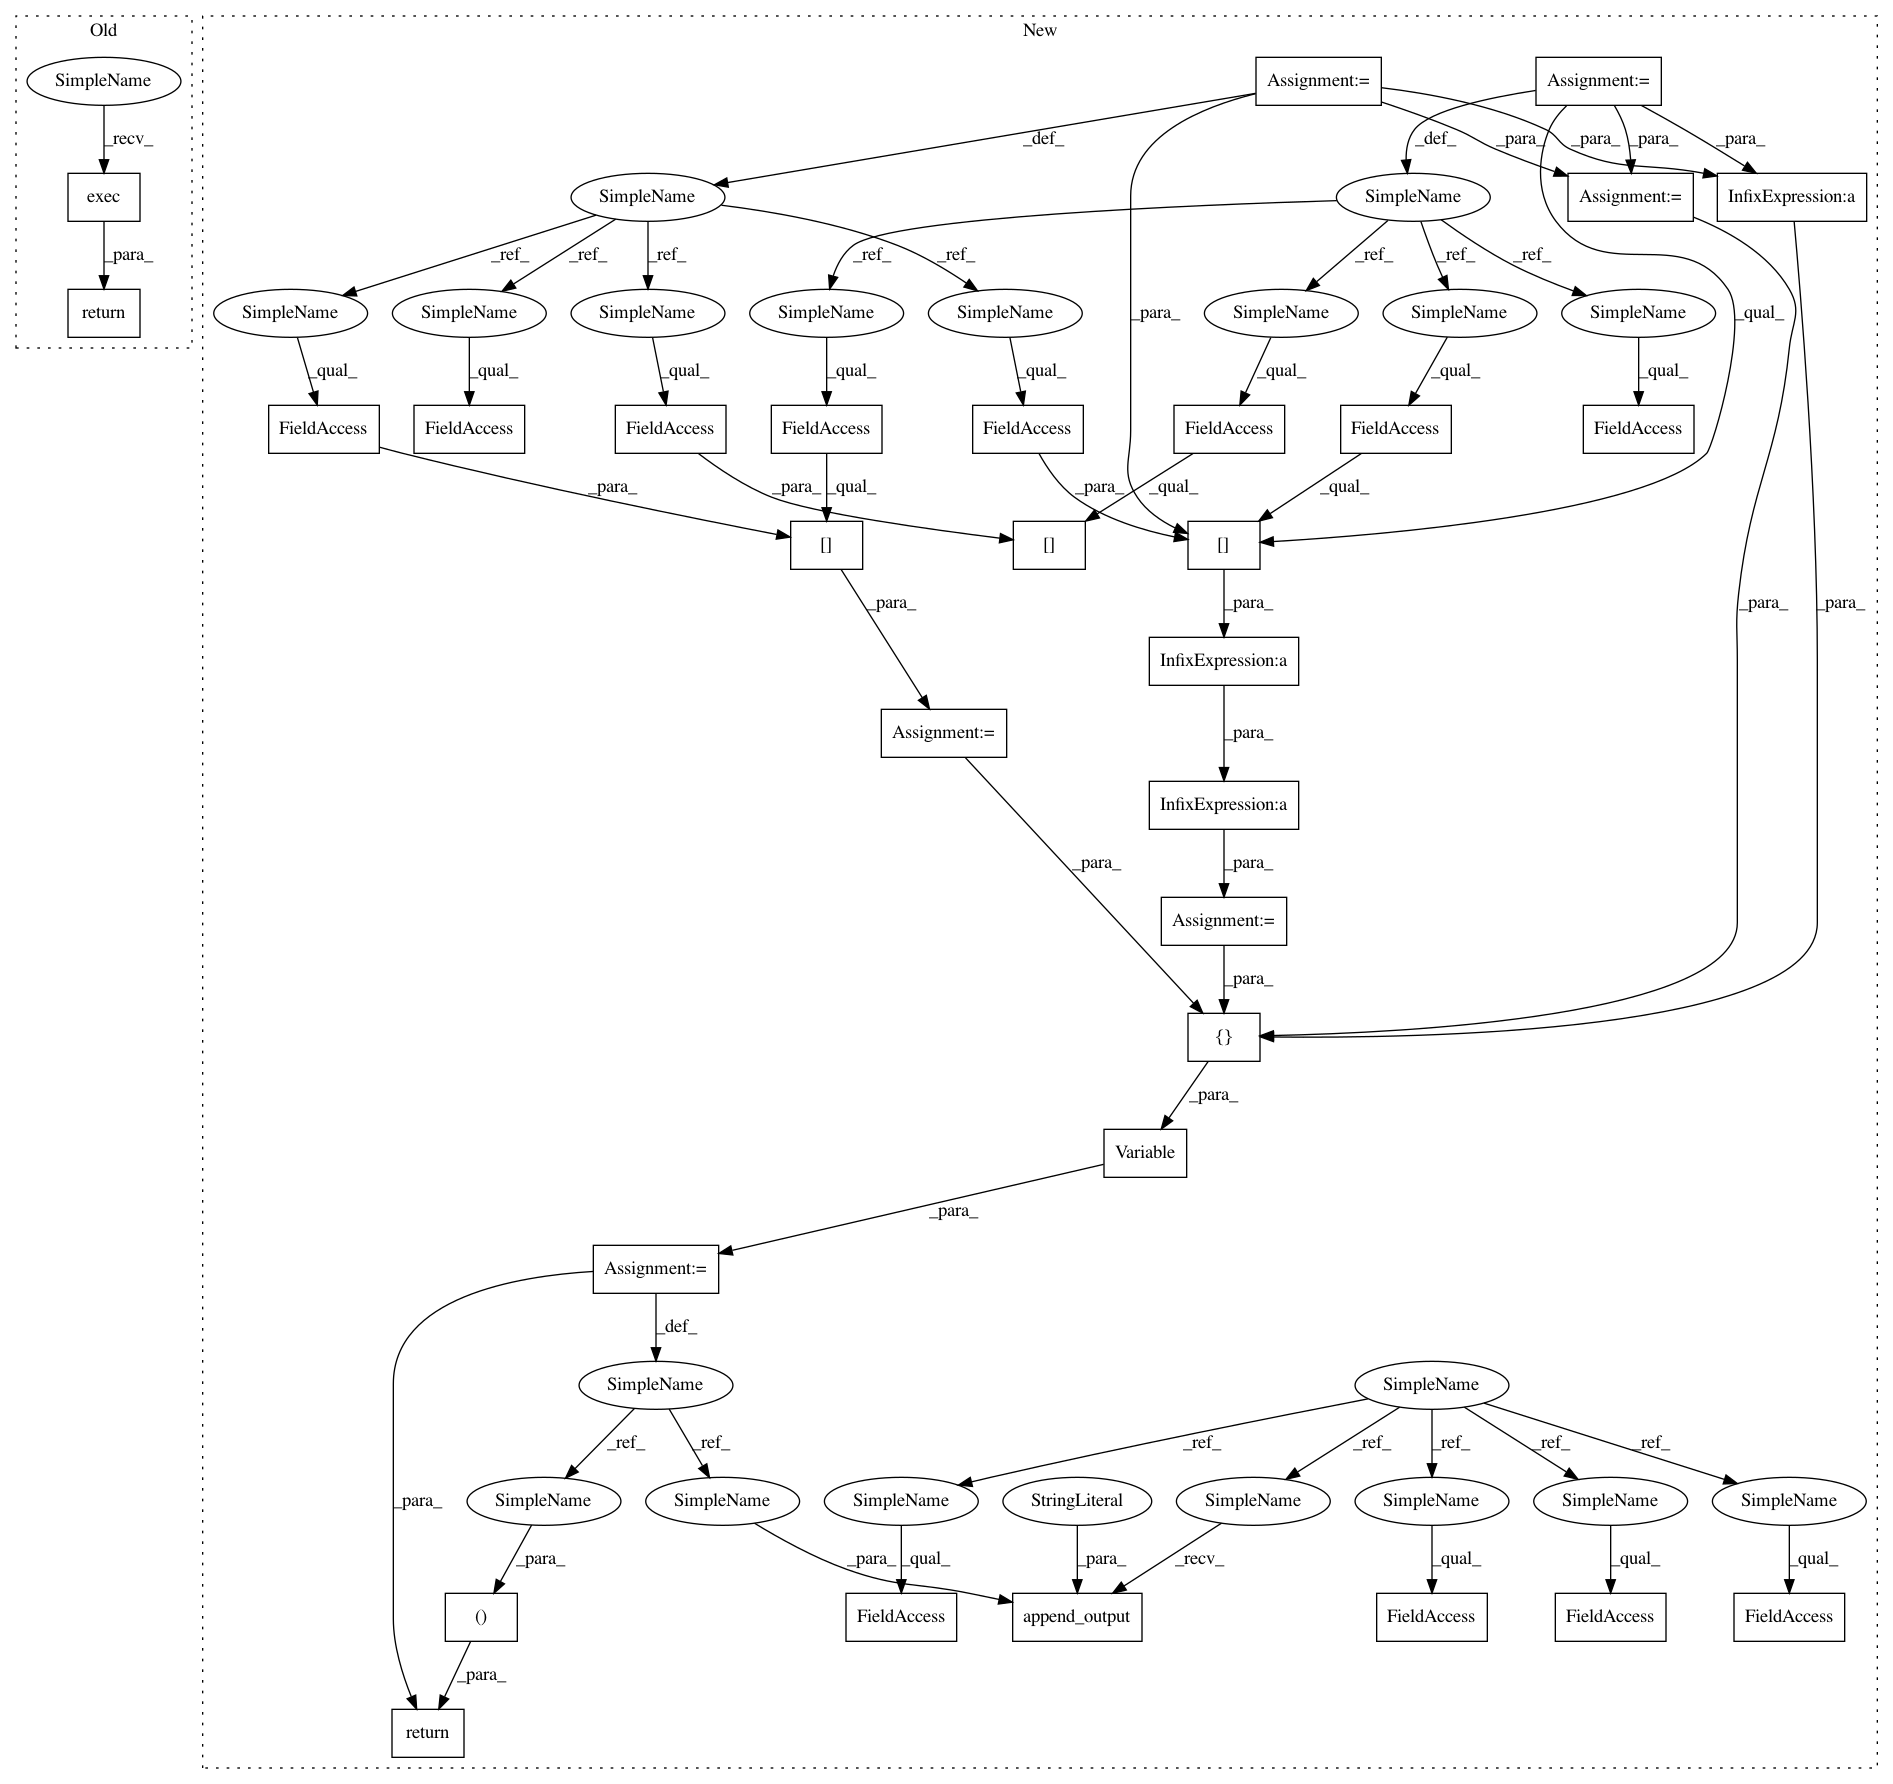 Old
New
SimpleName
Assignment:=
Assignment:=
_recv_
_def_
_def_
_para_
_para_
_para_
_para_
exec
SimpleName
SimpleName
Assignment:=
InfixExpression:a
_para_
_ref_
_ref_
_ref_
_ref_
_ref_
_ref_
_ref_
_ref_
return
SimpleName
SimpleName
SimpleName
SimpleName
SimpleName
SimpleName
SimpleName
SimpleName
_para_
_qual_
_qual_
_qual_
_qual_
_qual_
_qual_
_qual_
_qual_
_qual_
FieldAccess
FieldAccess
FieldAccess
FieldAccess
FieldAccess
FieldAccess
FieldAccess
FieldAccess
_para_
_para_
_qual_
_para_
_qual_
_qual_
[]
[]
[]
_para_
_para_
_para_
_para_
InfixExpression:a
Assignment:=
_para_
InfixExpression:a
_para_
_para_
Assignment:=
_para_
{}
_para_
Variable
_para_
Assignment:=
_def_
SimpleName
SimpleName
_ref_
_ref_
_ref_
_ref_
_ref_
_ref_
_ref_
_para_
SimpleName
SimpleName
SimpleName
StringLiteral
SimpleName
SimpleName
SimpleName
SimpleName
_para_
_para_
_qual_
_para_
_recv_
_qual_
_qual_
_qual_
()
FieldAccess
append_output
FieldAccess
FieldAccess
FieldAccess
_para_
return